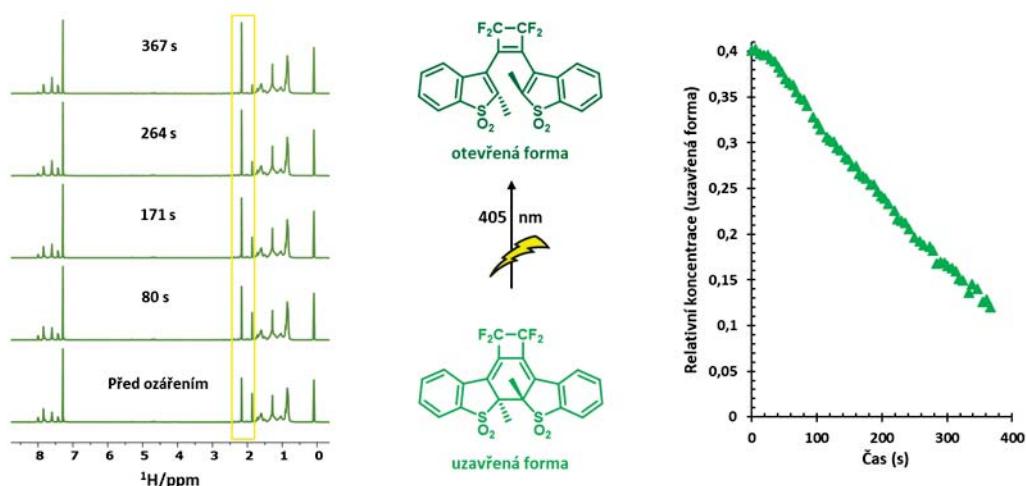 367 s
264 s
171 s
80 s
Před ozářením
8 7 6 5 4 3 2 1 0
¹H/ppm
F₂C CF₂
S S
O₂ O₂
otevřená forma
405 nm
F₂C CF₂
S S
O₂ O₂
uzavřená forma
Relativní koncentrace (uzavřená forma)
0,4
0,35
0,3
0,25
0,2
0,15
0,1
0,05
0
0 100 200 300 400
Čas (s)